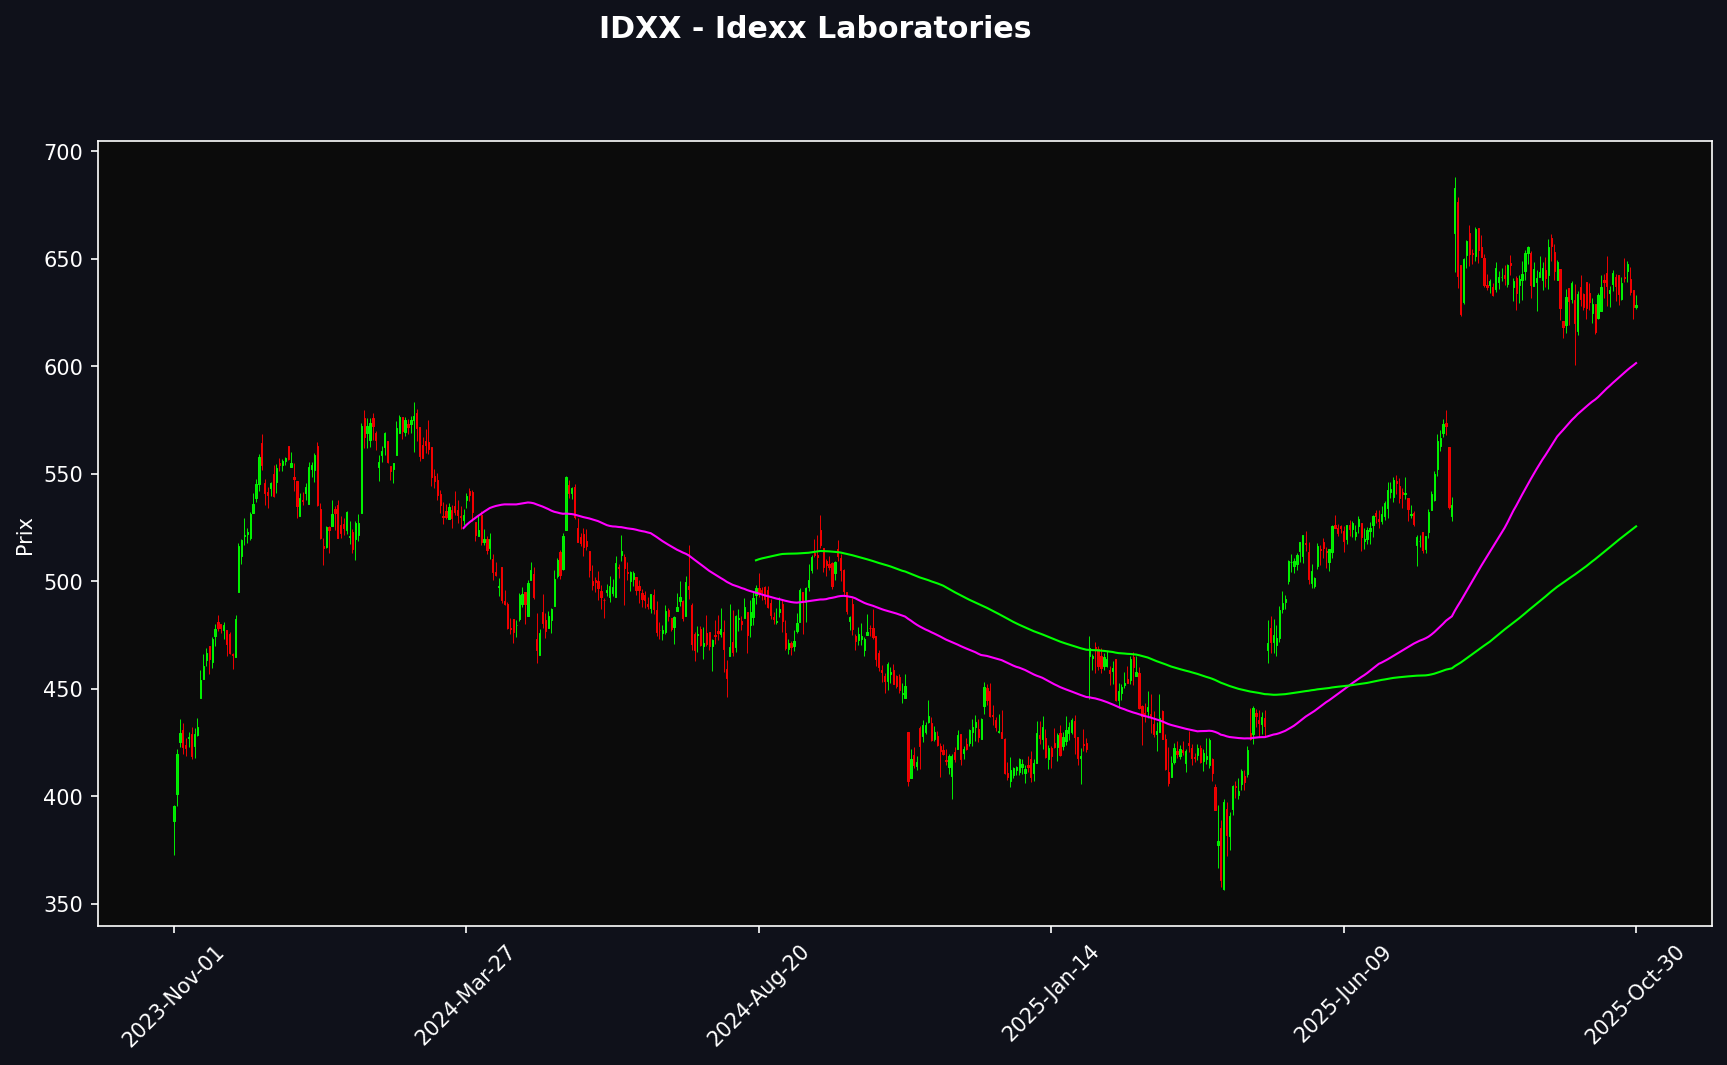 IDXX - Idexx Laboratories
Prix
700
650
600
550
500
450
400
350
2023-Nov-01
2024-Mar-27
2024-Aug-20
2025-Jan-14
2025-Jun-09
2025-Oct-30